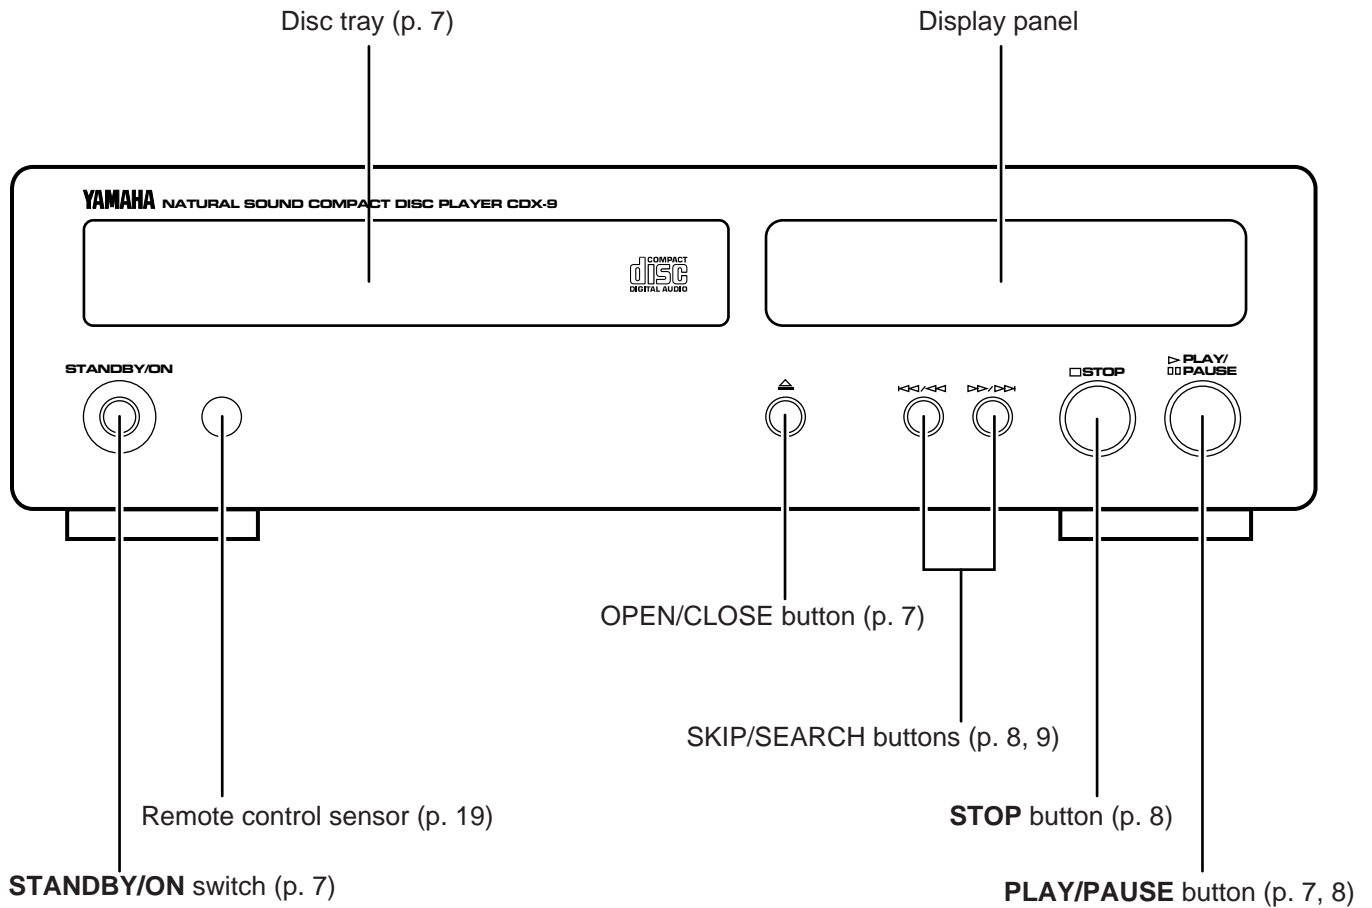 Disc tray (p. 7)
Display panel
YAMAHA NATURAL SOUND COMPACT DISC PLAYER CDX-9
COMPACT
disc
DIGITAL AUDIO
STANDBY/ON
STOP
PLAY/
PAUSE
OPEN/CLOSE button (p. 7)
SKIP/SEARCH buttons (p. 8, 9)
Remote control sensor (p. 19)
STOP button (p. 8)
STANDBY/ON switch (p. 7)
PLAY/PAUSE button (p. 7, 8)